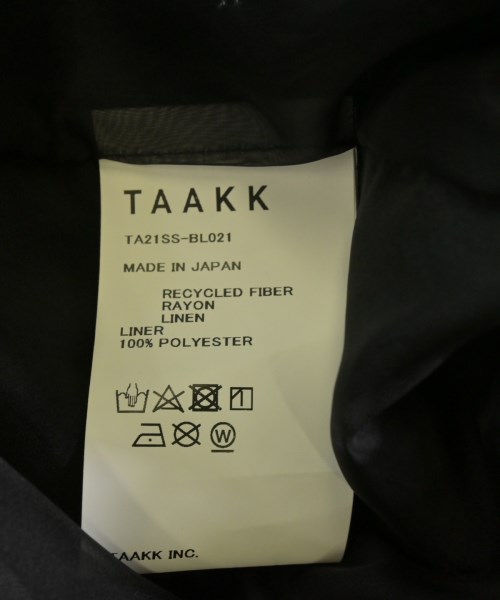 TAAKK
TA21SS-BL021
MADE IN JAPAN
RECYCLED FIBER
RAYON
LINEN
LINER
100% POLYESTER
W
TAAKK INC.